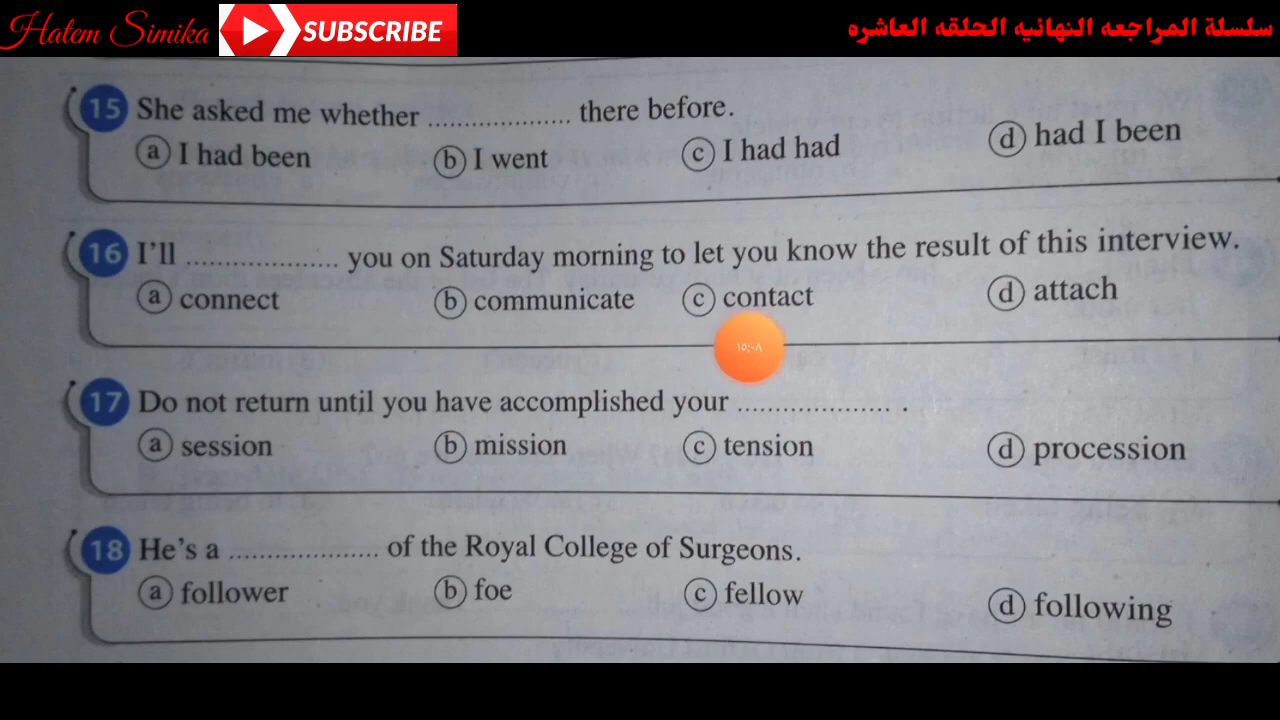 Hatem Simika SUBSCRIBE سلسلة المراجعه النهائيه الحلقه العاشره
15 She asked me whether .................... there before.
a I had been b I went c I had had d had I been
16 I'll .................... you on Saturday morning to let you know the result of this interview.
a connect b communicate c contact d attach
١٥:٠٨
17 Do not return until you have accomplished your .................... .
a session b mission c tension d procession
18 He's a .................... of the Royal College of Surgeons.
a follower b foe c fellow d following